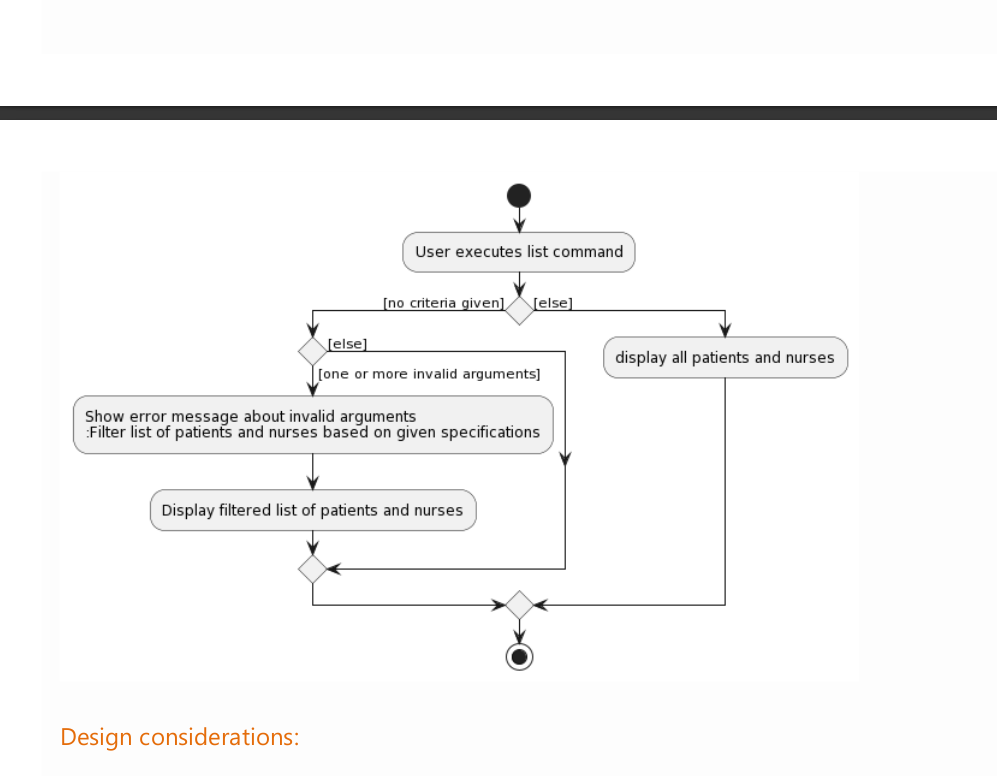 User executes list command
[no criteria given]
[else]
[else]
display all patients and nurses
[one or more invalid arguments]
Show error message about invalid arguments
:Filter list of patients and nurses based on given specifications
Display filtered list of patients and nurses
Design considerations: